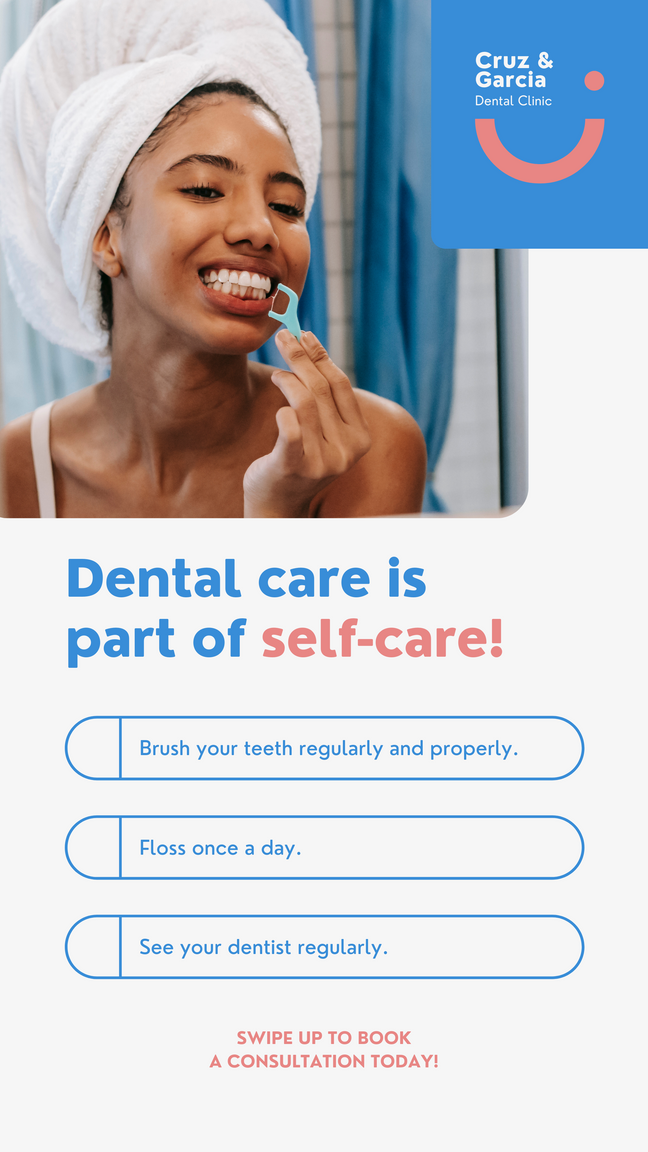 Cruz &
Garcia
Dental Clinic
Dental care is
part of self-care!
Brush your teeth regularly and properly.
Floss once a day.
See your dentist regularly.
SWIPE UP TO BOOK
A CONSULTATION TODAY!